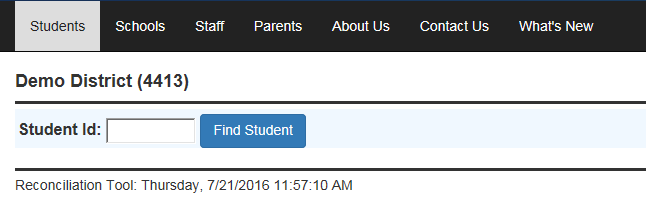 Students Schools Staff Parents About Us Contact Us What's New
Demo District (4413)
Student Id: Find Student
Reconciliation Tool: Thursday, 7/21/2016 11:57:10 AM